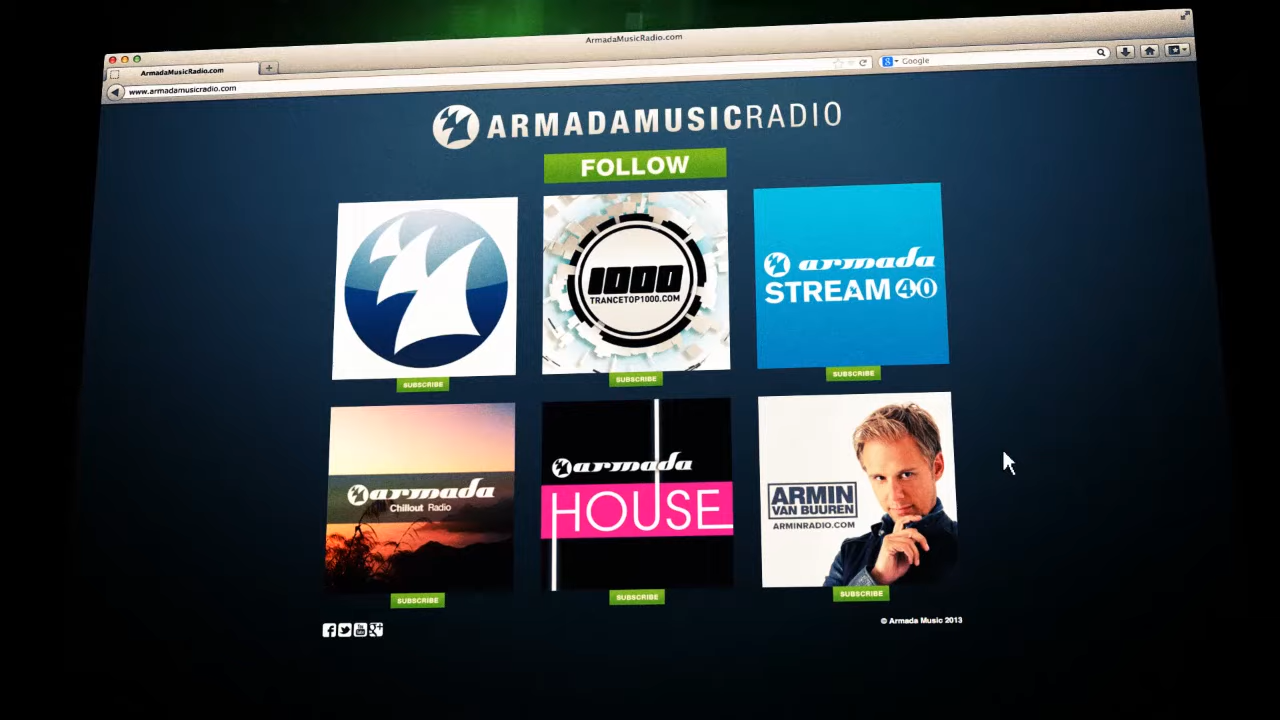 ArmadaMusicRadio.com
ArmadaMusicRadio.com
www.armadamusicradio.com
Google
ARMADAMUSICRADIO
FOLLOW
1000
TRANCETOP1000.COM
armada
STREAM 40
SUBSCRIBE
SUBSCRIBE
SUBSCRIBE
armada
Chillout Radio
armada
HOUSE
ARMIN
VAN BUUREN
ARMINRADIO.COM
SUBSCRIBE
SUBSCRIBE
SUBSCRIBE
© Armada Music 2013